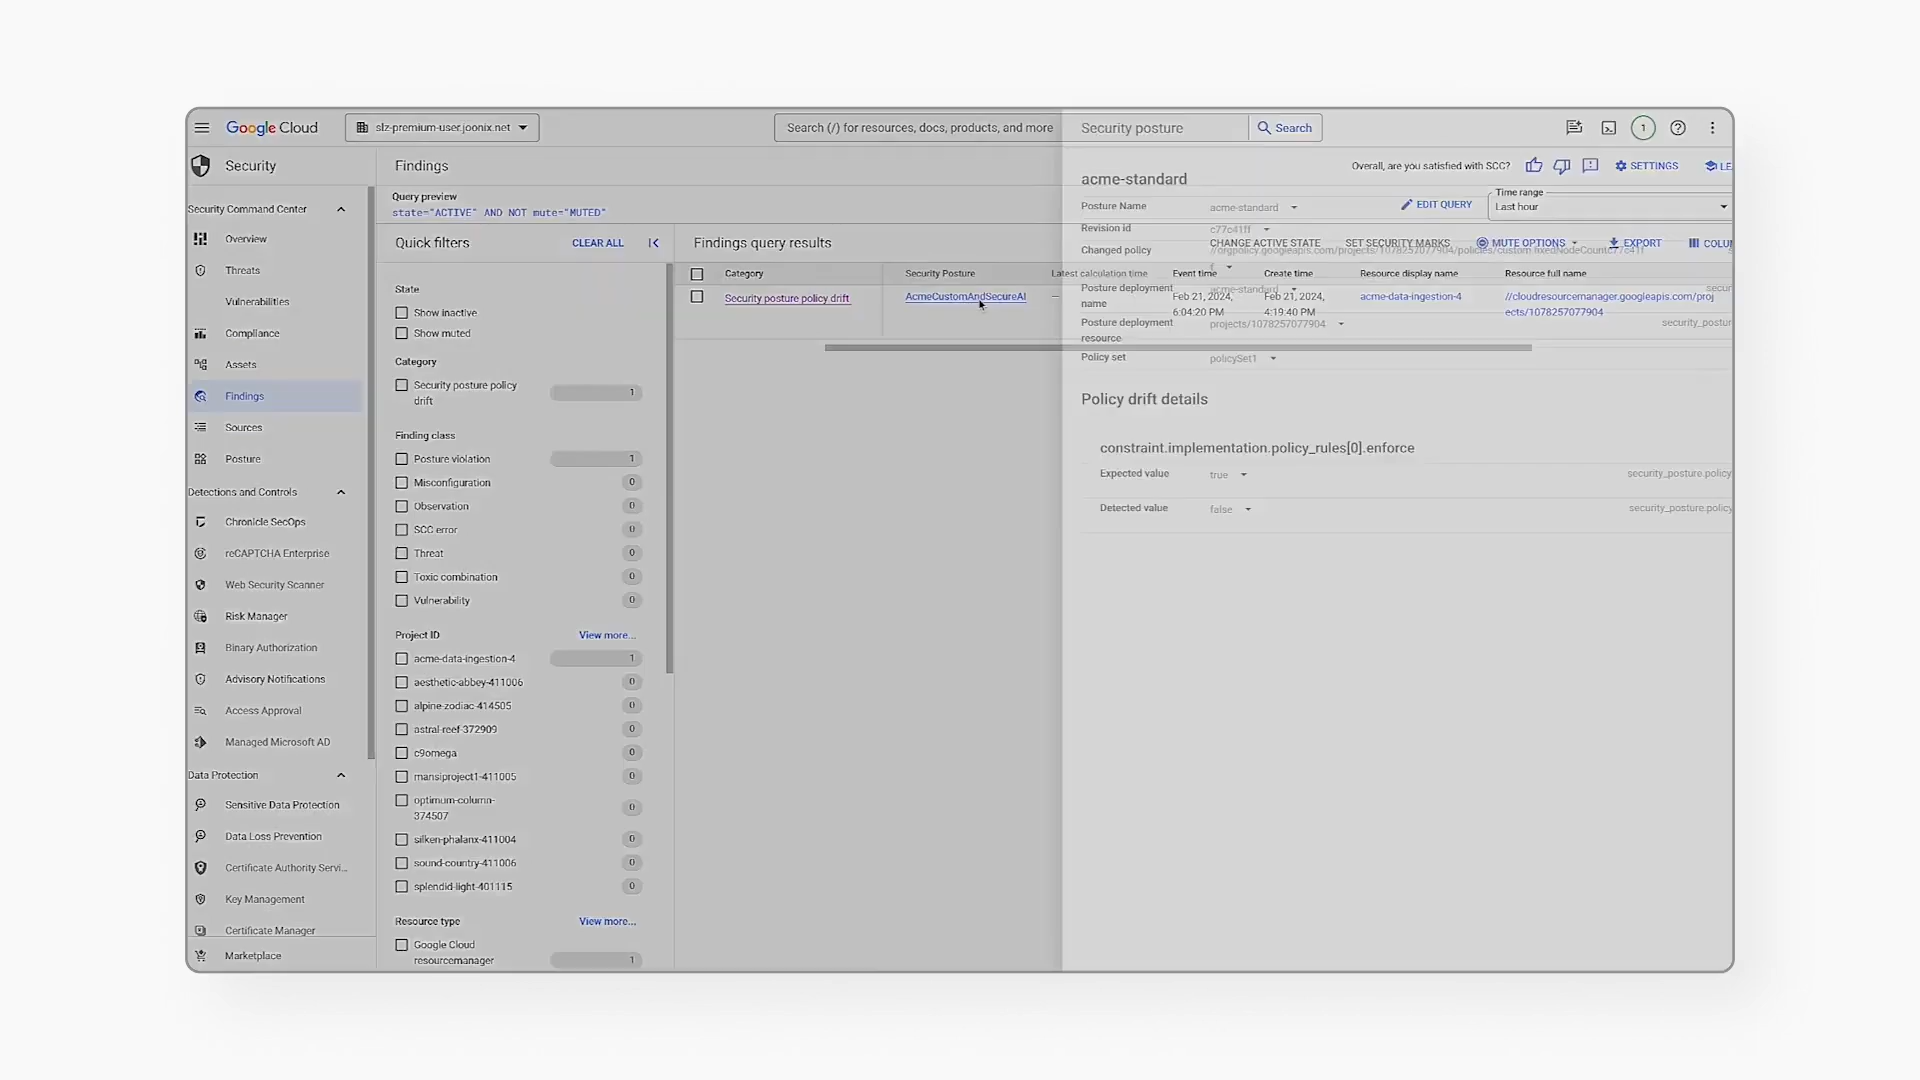 Google Cloud
slz-premium-user.joonix.net
Search (/) for resources, docs, products, and more
Security posture
Search
1
Security
Findings
Overall, are you satisfied with SCC?
SETTINGS
LE
Query preview
state="ACTIVE" AND NOT mute="MUTED"
EDIT QUERY
Time range
Last hour
Security Command Center
Overview
Threats
Vulnerabilities
Compliance
Assets
Findings
Sources
Posture
Detections and Controls
Chronicle SecOps
reCAPTCHA Enterprise
Web Security Scanner
Risk Manager
Binary Authorization
Advisory Notifications
Access Approval
Managed Microsoft AD
Data Protection
Sensitive Data Protection
Data Loss Prevention
Certificate Authority Servi...
Key Management
Certificate Manager
Marketplace
Quick filters
CLEAR ALL
State
Show inactive
Show muted
Category
Security posture policy
drift
1
Finding class
Posture violation
1
Misconfiguration
0
Observation
0
SCC error
0
Threat
0
Toxic combination
0
Vulnerability
0
Project ID
View more...
acme-data-ingestion-4
1
aesthetic-abbey-411006
0
alpine-zodiac-414505
0
astral-reef-372909
0
c9omega
0
mansiproject1-411005
0
optimum-column-
374507
0
silken-phalanx-411004
0
sound-country-411006
0
splendid-light-401115
0
Resource type
View more...
Google Cloud
resourcemanager
1
Findings query results
CHANGE ACTIVE STATE
SET SECURITY MARKS
MUTE OPTIONS
EXPORT
COLU
Category
Security Posture
Latest calculation time
Event time
Create time
Resource display name
Resource full name
Security posture policy drift
AcmeCustomAndSecureAI
—
Feb 21, 2024,
6:04:20 PM
Feb 21, 2024,
4:19:40 PM
acme-data-ingestion-4
//cloudresourcemanager.googleapis.com/proj
ects/1078257077904
acme-standard
Posture Name
acme-standard
Revision id
c77c41ff
Changed policy
Posture deployment
name
acme-standard
Posture deployment
resource
projects/1078257077904
security_postur
Policy set
policySet1
Policy drift details
constraint.implementation.policy_rules[0].enforce
Expected value
true
security_posture.policy
Detected value
false
security_posture.policy